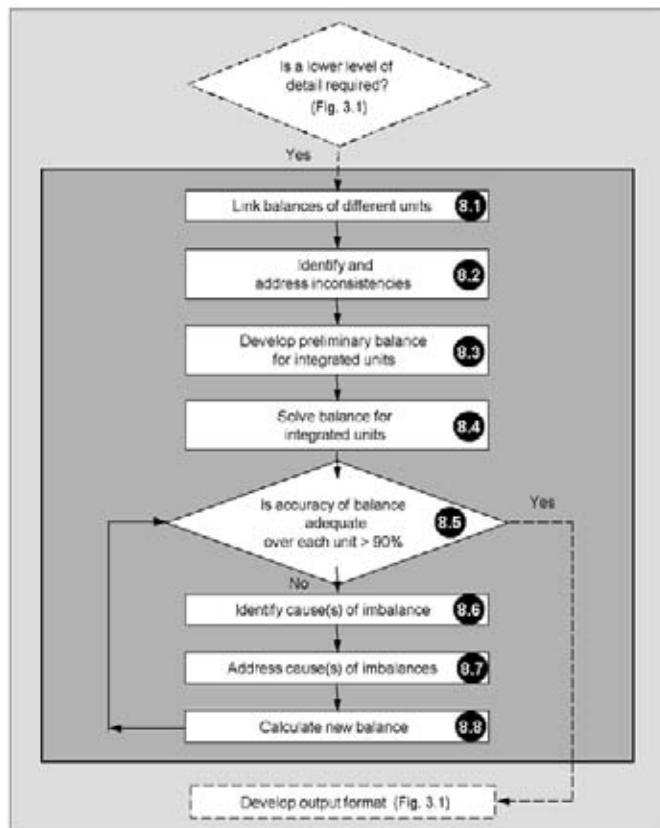 Is a lower level of
detail required?
(Fig. 3.1)
Yes
Link balances of different units 8.1
Identify and
address inconsistencies 8.2
Develop preliminary balance
for integrated units 8.3
Solve balance for
integrated units 8.4
Is accuracy of balance
adequate 8.5
over each unit > 90%
Yes
No
Identify cause(s) of imbalance 8.6
Address cause(s) of imbalances 8.7
Calculate new balance 8.8
Develop output format (Fig. 3.1)